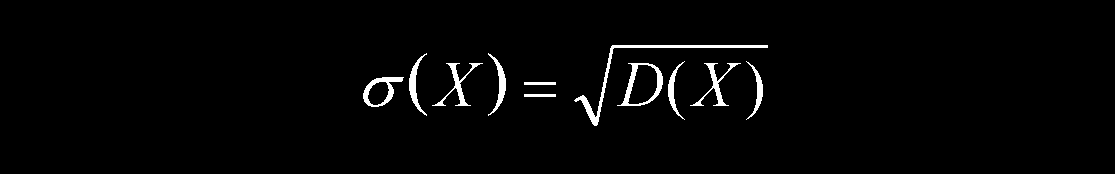 σ(X) = √D(X)